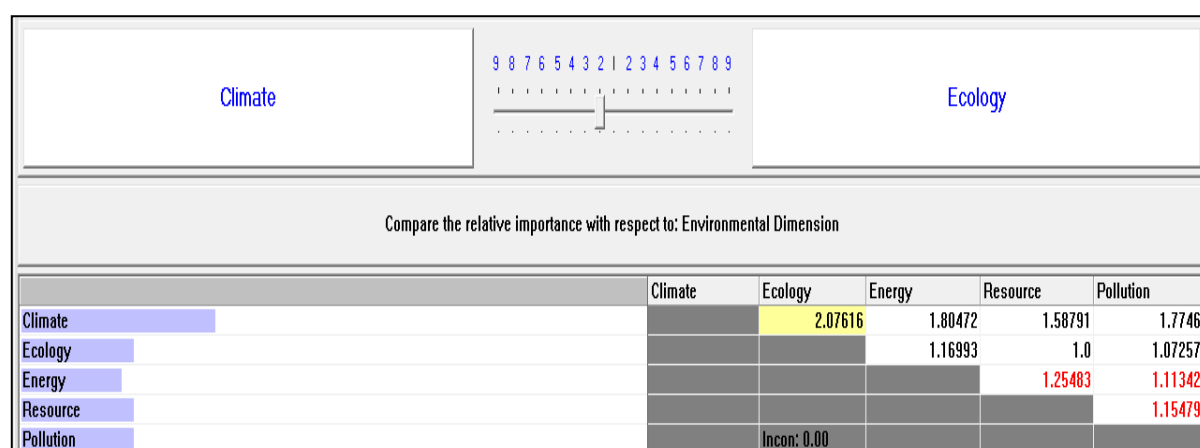 9 8 7 6 5 4 3 2 1 2 3 4 5 6 7 8 9
Climate Ecology
Compare the relative importance with respect to: Environmental Dimension
Climate Ecology Energy Resource Pollution
Climate 2.07616 1.80472 1.58791 1.7746
Ecology 1.16993 1.0 1.07257
Energy 1.25483 1.11342
Resource 1.15479
Pollution Incon: 0.00